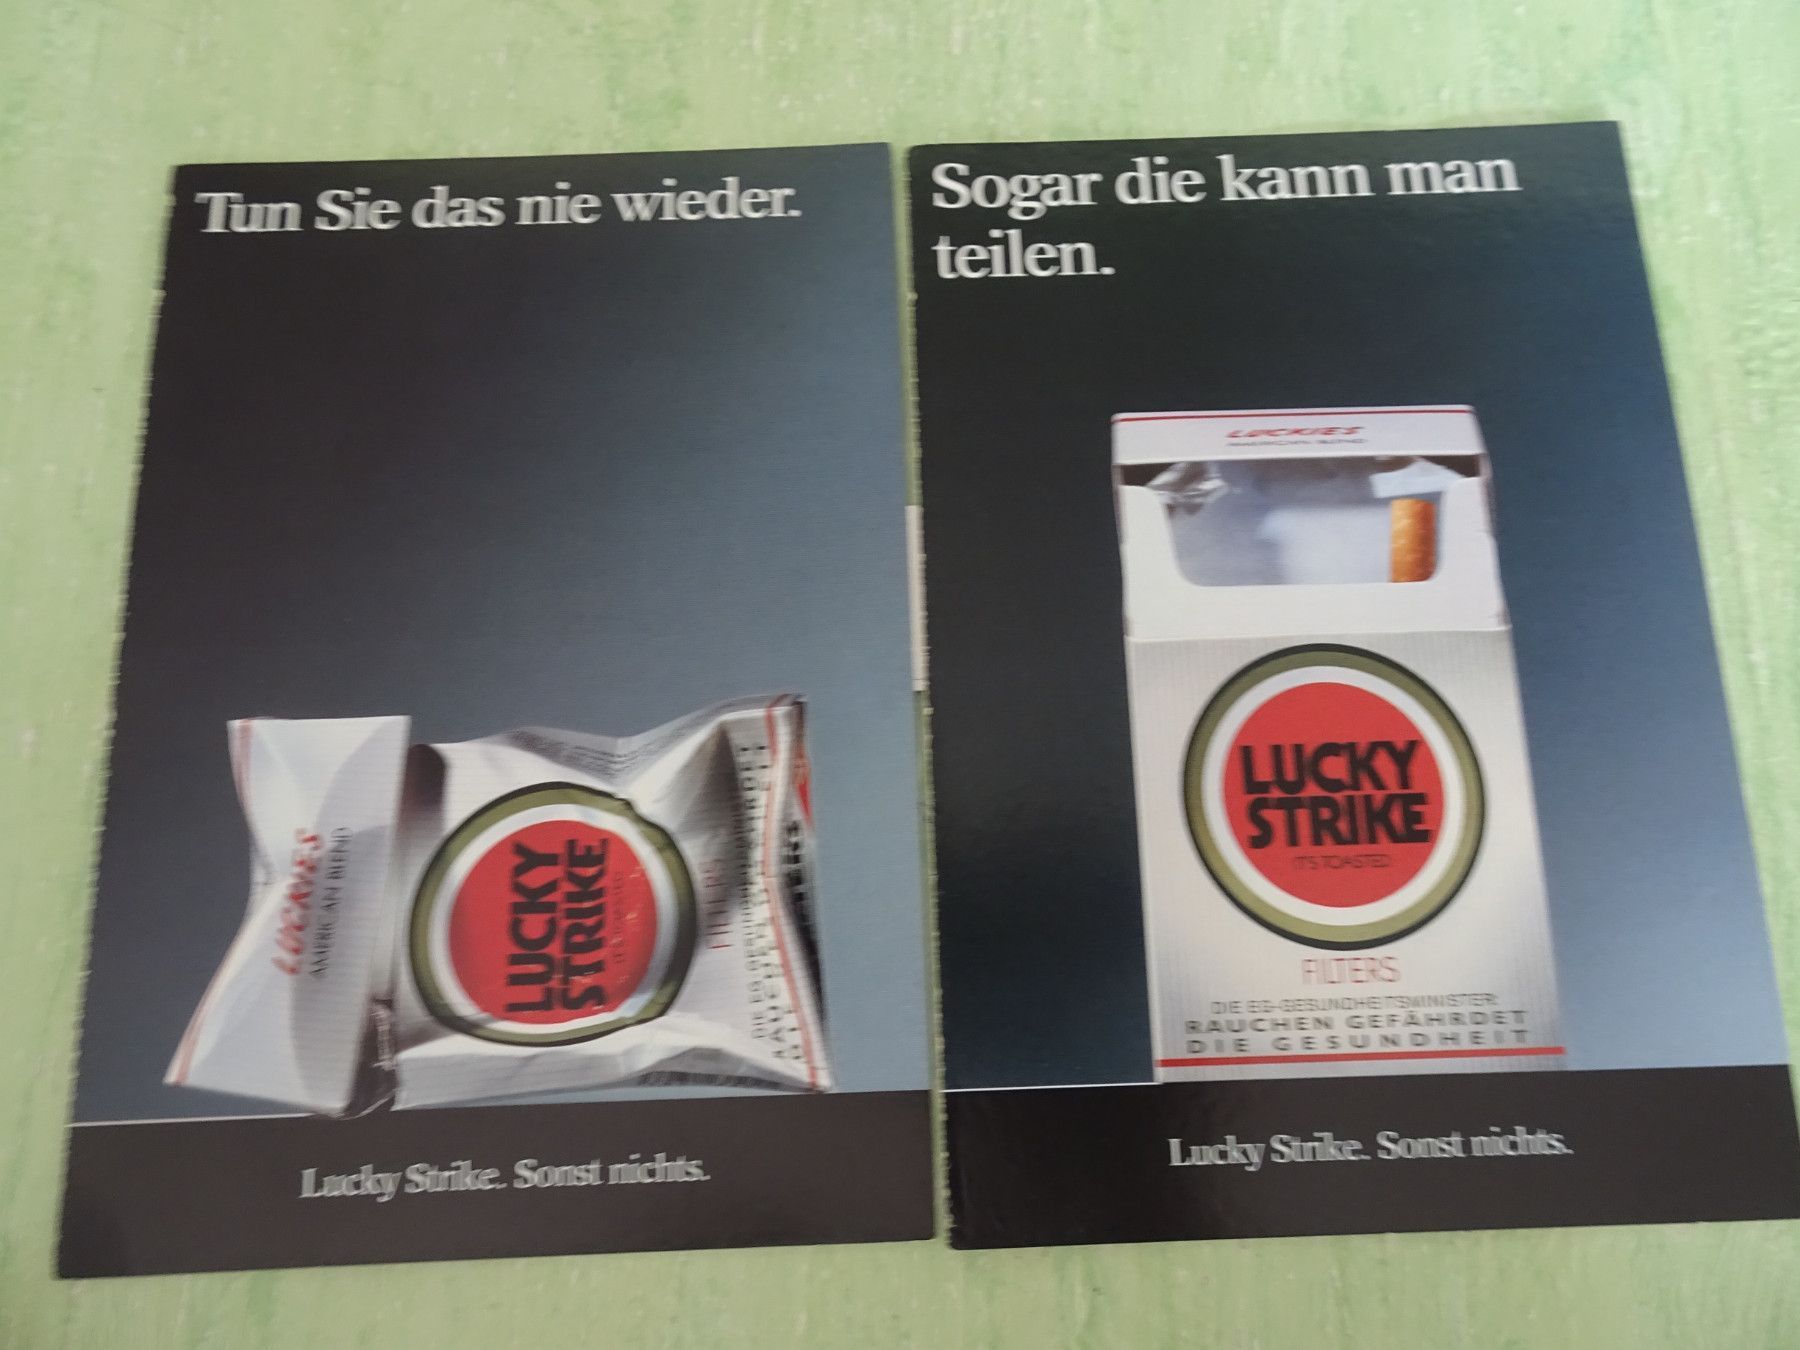 Tun Sie das nie wieder.
LUCKIES
AMERICAN BLEND
LUCKY
STRIKE
IT'S TOASTED
FILTERS
Lucky Strike. Sonst nichts.
Sogar die kann man
teilen.
LUCKIES
AMERICAN BLEND
LUCKY
STRIKE
IT'S TOASTED
FILTERS
DIE EG-GESUNDHEITSMINISTER:
RAUCHEN GEFÄHRDET
DIE GESUNDHEIT
Lucky Strike. Sonst nichts.